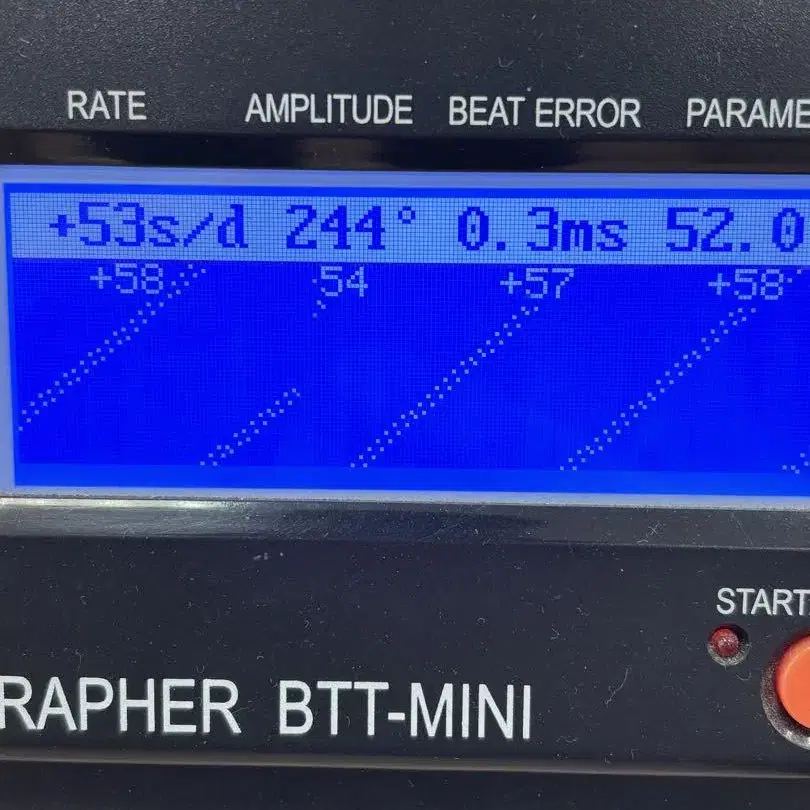 RATE AMPLITUDE BEAT ERROR PARAME
+53s/d 244° 0.3ms 52.0
+58 54 +57 +58
START
RAPHER BTT-MINI